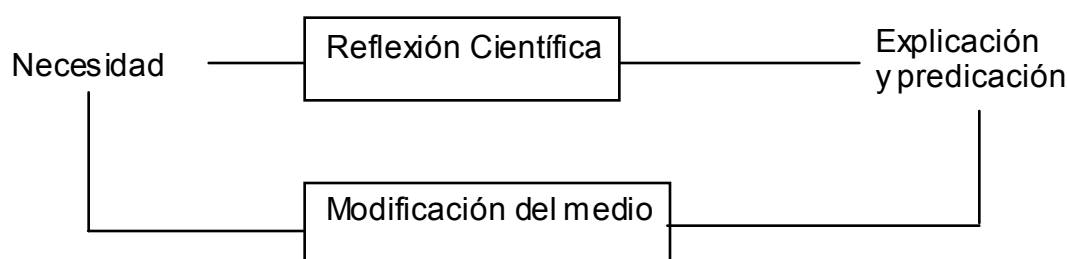 Necesidad
Reflexión Científica
Explicación
y predicación
Modificación del medio